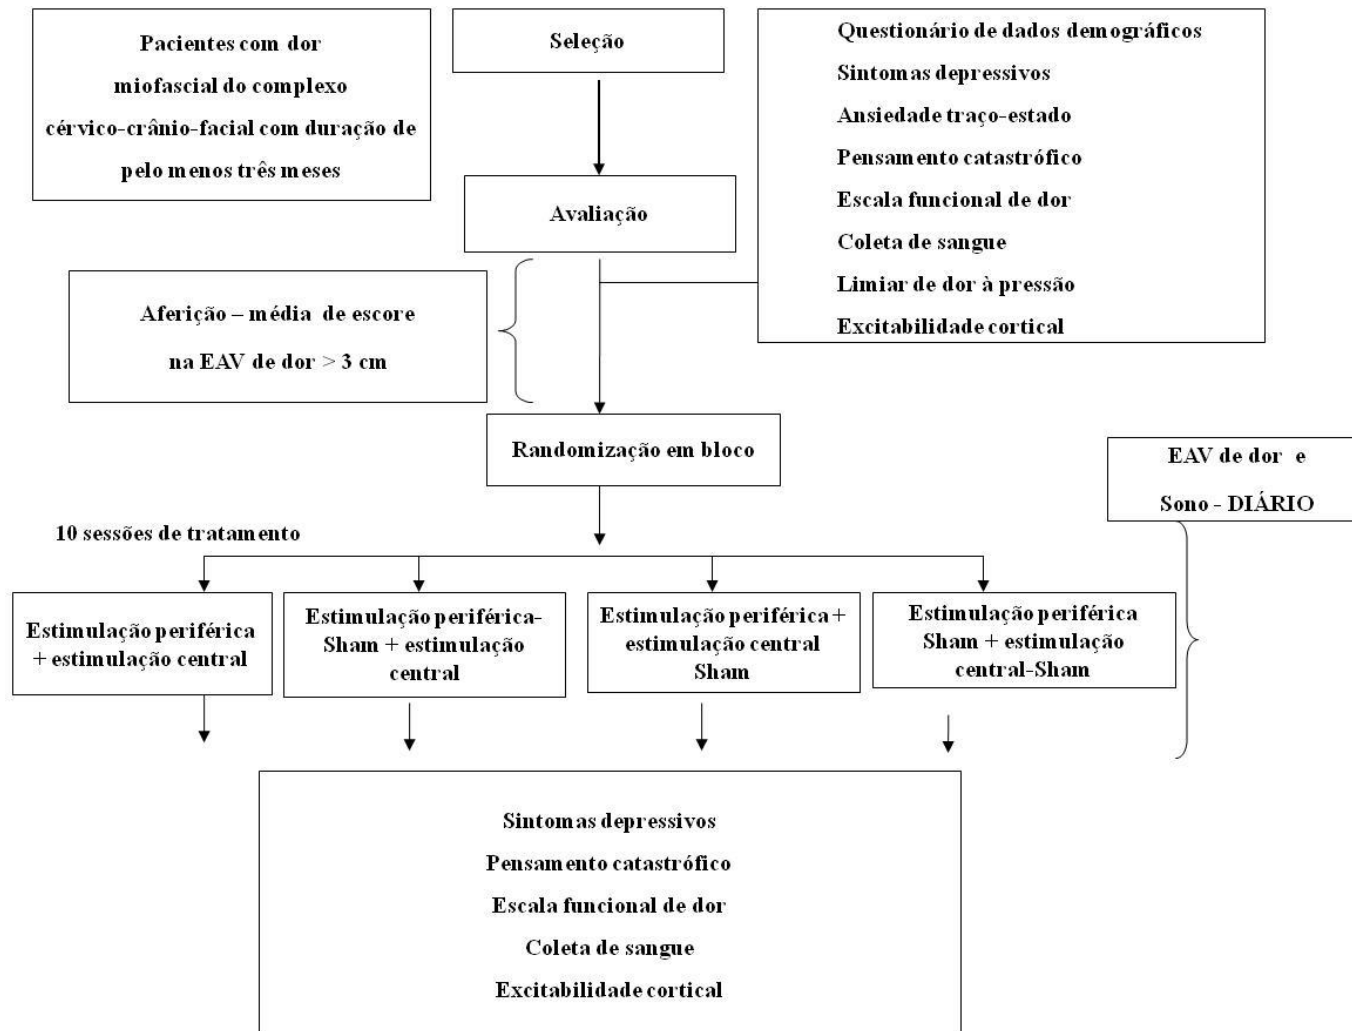 Pacientes com dor
miofascial do complexo
cérvico-crânio-facial com duração de
pelo menos três meses
Seleção
Questionário de dados demográficos
Sintomas depressivos
Ansiedade traço-estado
Pensamento catastrófico
Escala funcional de dor
Coleta de sangue
Limiar de dor à pressão
Excitabilidade cortical
Avaliação
Aferição – média de escore
na EAV de dor > 3 cm
Randomização em bloco
EAV de dor e
Sono - DIÁRIO
10 sessões de tratamento
Estimulação periférica
+ estimulação central
Estimulação periférica-
Sham + estimulação
central
Estimulação periférica +
estimulação central
Sham
Estimulação periférica
Sham + estimulação
central-Sham
Sintomas depressivos
Pensamento catastrófico
Escala funcional de dor
Coleta de sangue
Excitabilidade cortical